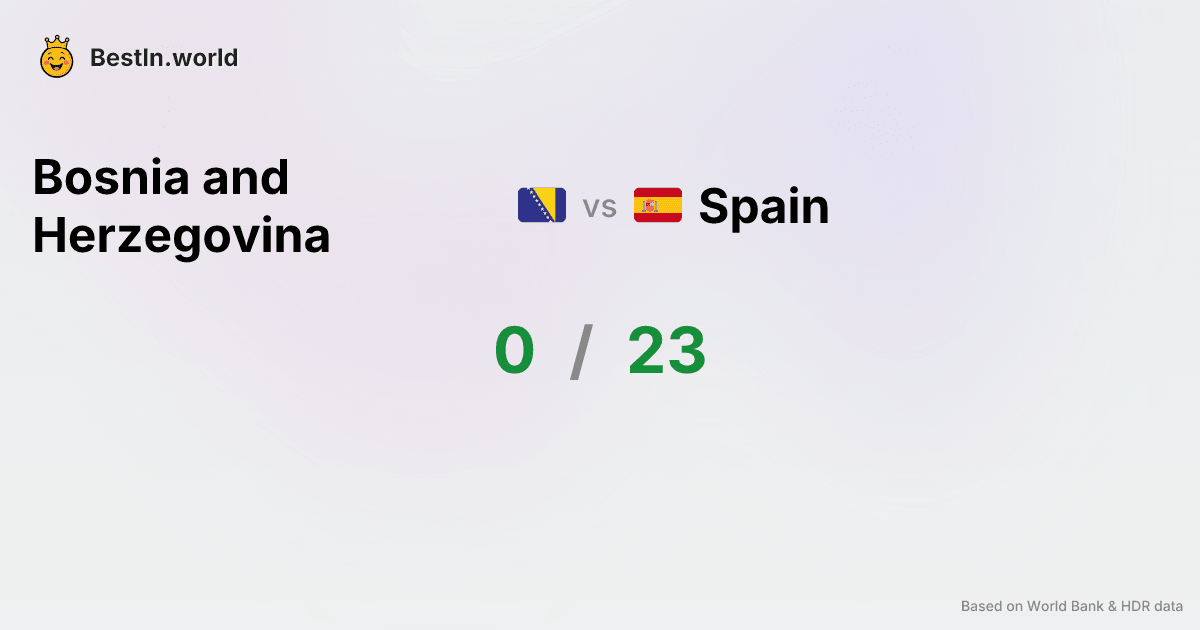 BestIn.world
Bosnia and
Herzegovina
vs
Spain
0 / 23
Based on World Bank & HDR data